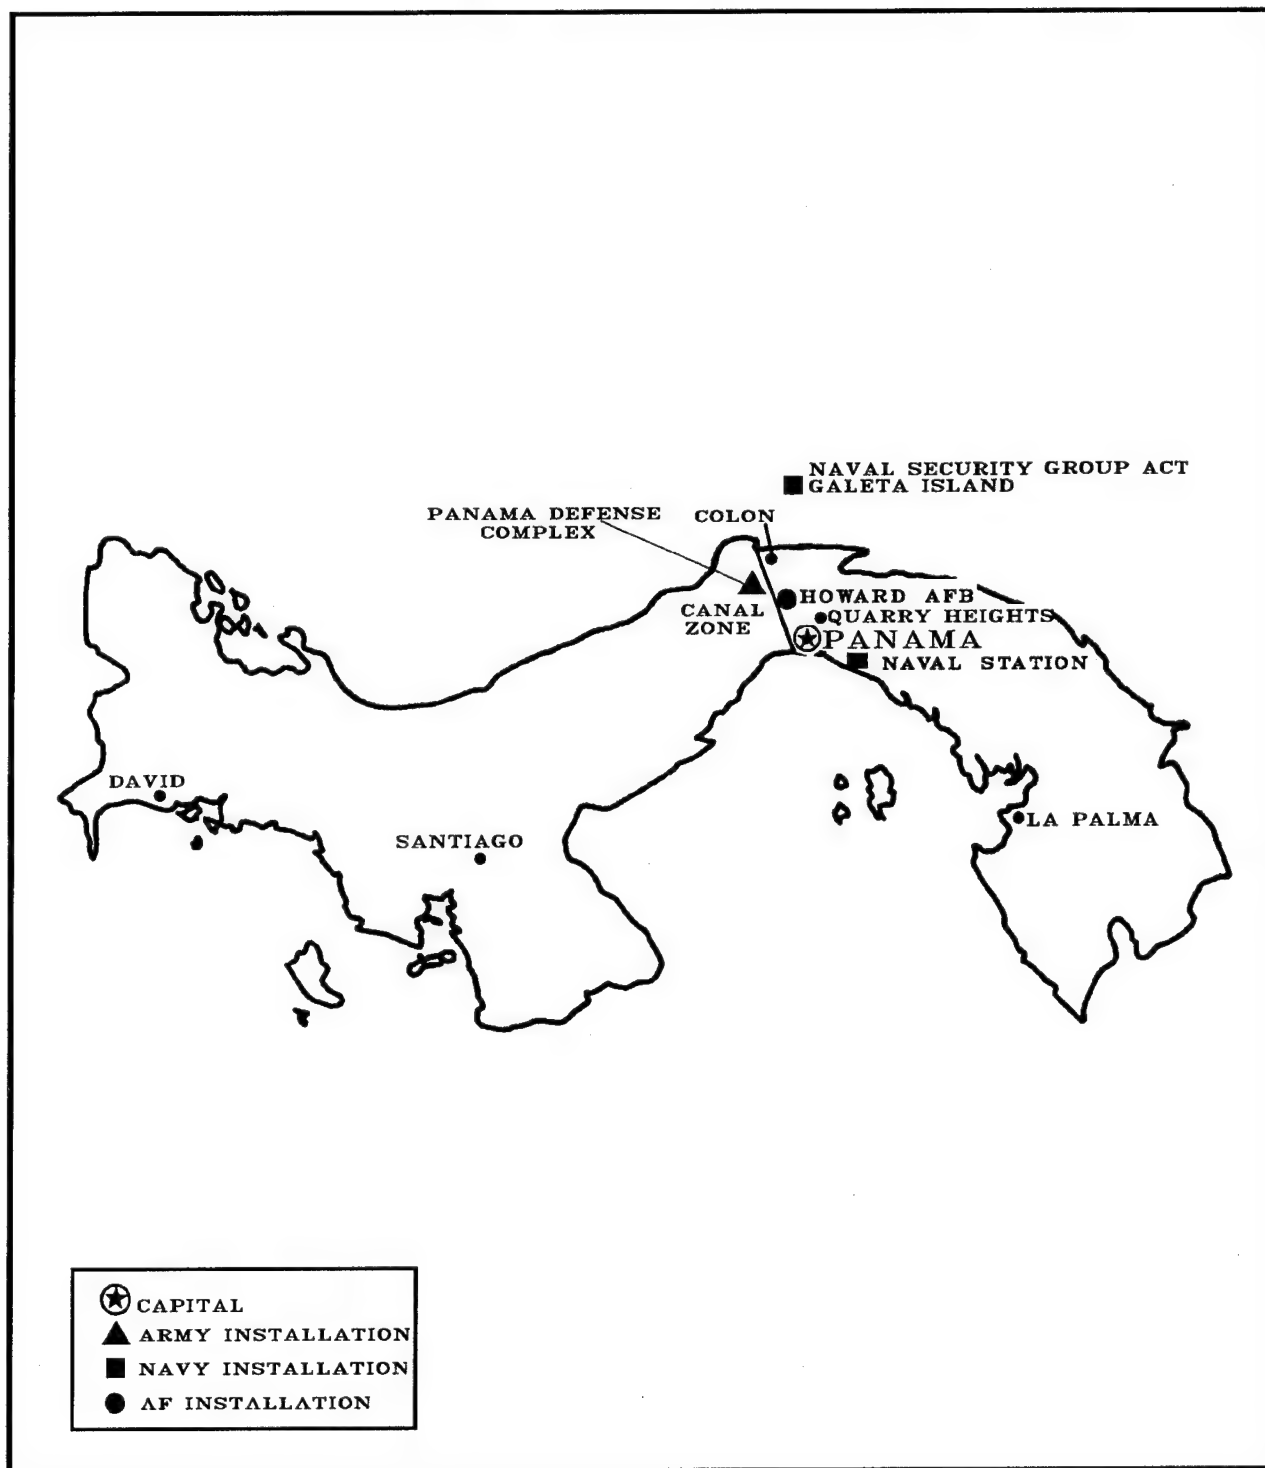 NAVAL SECURITY GROUP ACT
GALETA ISLAND
PANAMA DEFENSE
COMPLEX
COLON
HOWARD AFB
CANAL
ZONE
QUARRY HEIGHTS
PANAMA
NAVAL STATION
DAVID
SANTIAGO
LA PALMA
CAPITAL
ARMY INSTALLATION
NAVY INSTALLATION
AF INSTALLATION